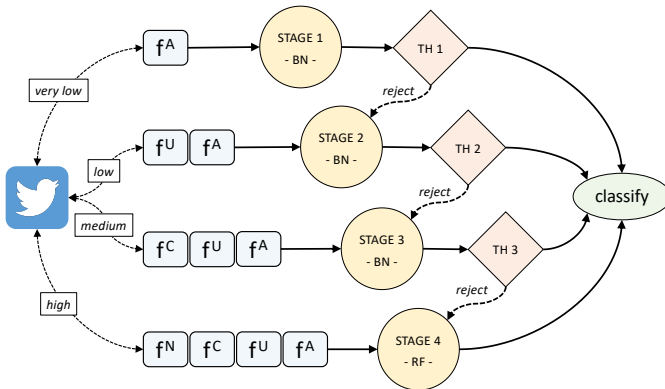 f^A
STAGE 1
- BN -
TH 1
very low
reject
f^U f^A
STAGE 2
- BN -
TH 2
low
reject
classify
medium
f^C f^U f^A
STAGE 3
- BN -
TH 3
high
reject
f^N f^C f^U f^A
STAGE 4
- RF -